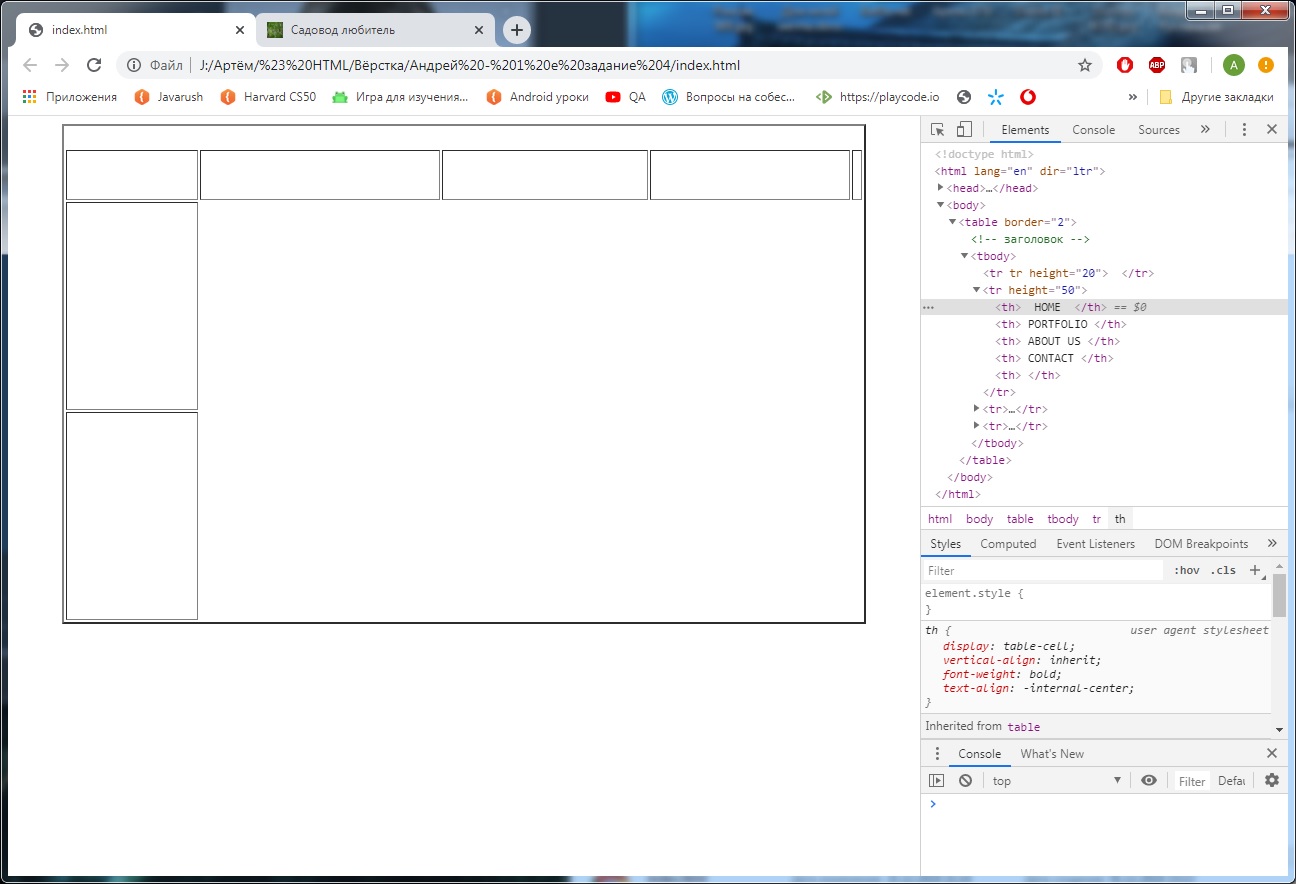 index.html
Садовод любитель
Файл J:/Артём/%23%20HTML/Вёрстка/Андрей%20-%201%20е%20задание%204/index.html
ABP
A
Приложения Javarush Harvard CS50 Игра для изучения... Android уроки QA Вопросы на собес... https://playcode.io » Другие закладки
Elements Console Sources »
<!doctype html>
<html lang="en" dir="ltr">
<head>…</head>
<body>
<table border="2">
<!-- заголовок -->
<tbody>
<tr tr height="20"> </tr>
<tr height="50">
<th> HOME </th> == $0
<th> PORTFOLIO </th>
<th> ABOUT US </th>
<th> CONTACT </th>
<th> </th>
</tr>
<tr>…</tr>
<tr>…</tr>
</tbody>
</table>
</body>
</html>
html body table tbody tr th
Styles Computed Event Listeners DOM Breakpoints »
Filter :hov .cls +
element.style {
}
th { user agent stylesheet
display: table-cell;
vertical-align: inherit;
font-weight: bold;
text-align: -internal-center;
}
Inherited from table
Console What's New
top Filter Defau
>